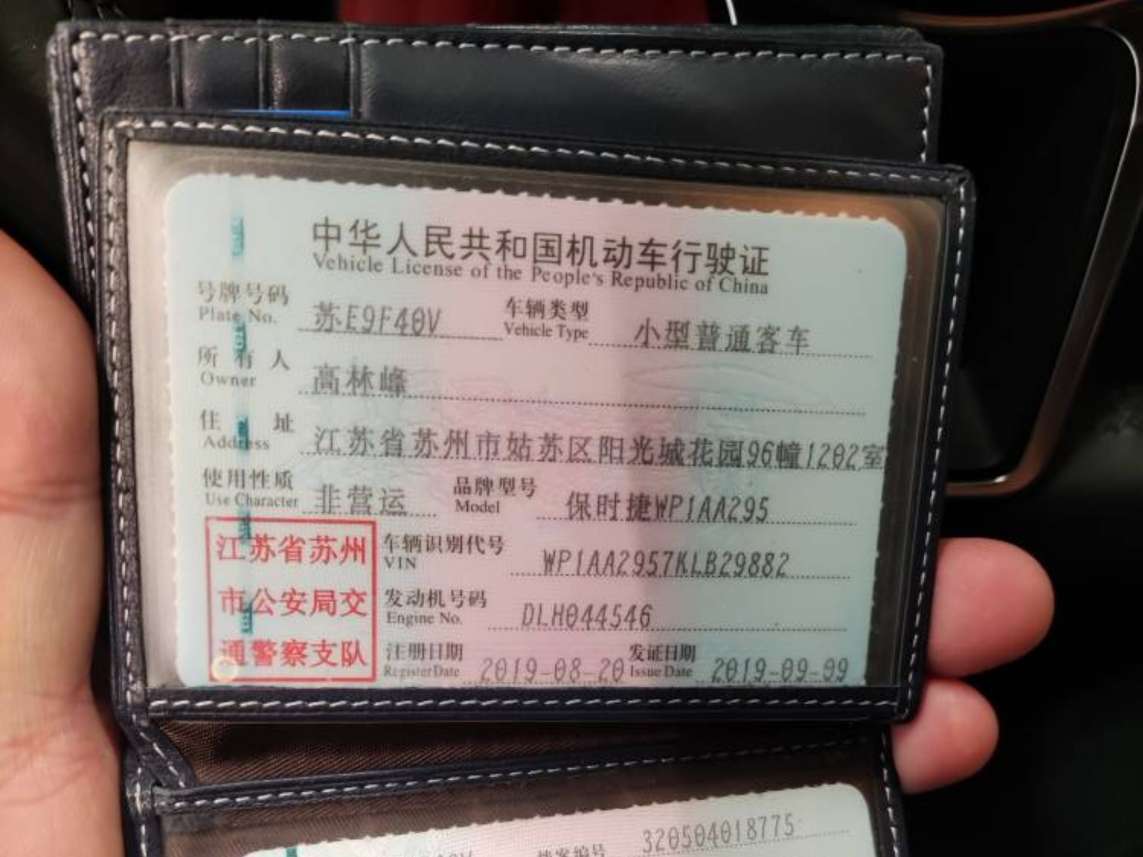 中华人民共和国机动车行驶证
Vehicle License of the People's Republic of China
号牌号码 苏E9F40V 车辆类型 小型普通客车
Plate No. Vehicle Type
所有人 高林峰
Owner
住址 江苏省苏州市姑苏区阳光城花园96幢1202室
Address
使用性质 非营运 品牌型号 保时捷WP1AA295
Use Character Model
江苏省苏州
市公安局交
通警察支队
车辆识别代号 WP1AA2957KLB29882
VIN
发动机号码 DLH044546
Engine No.
注册日期 2019-08-20 发证日期 2019-09-09
Register Date Issue Date
档案编号 320504018775